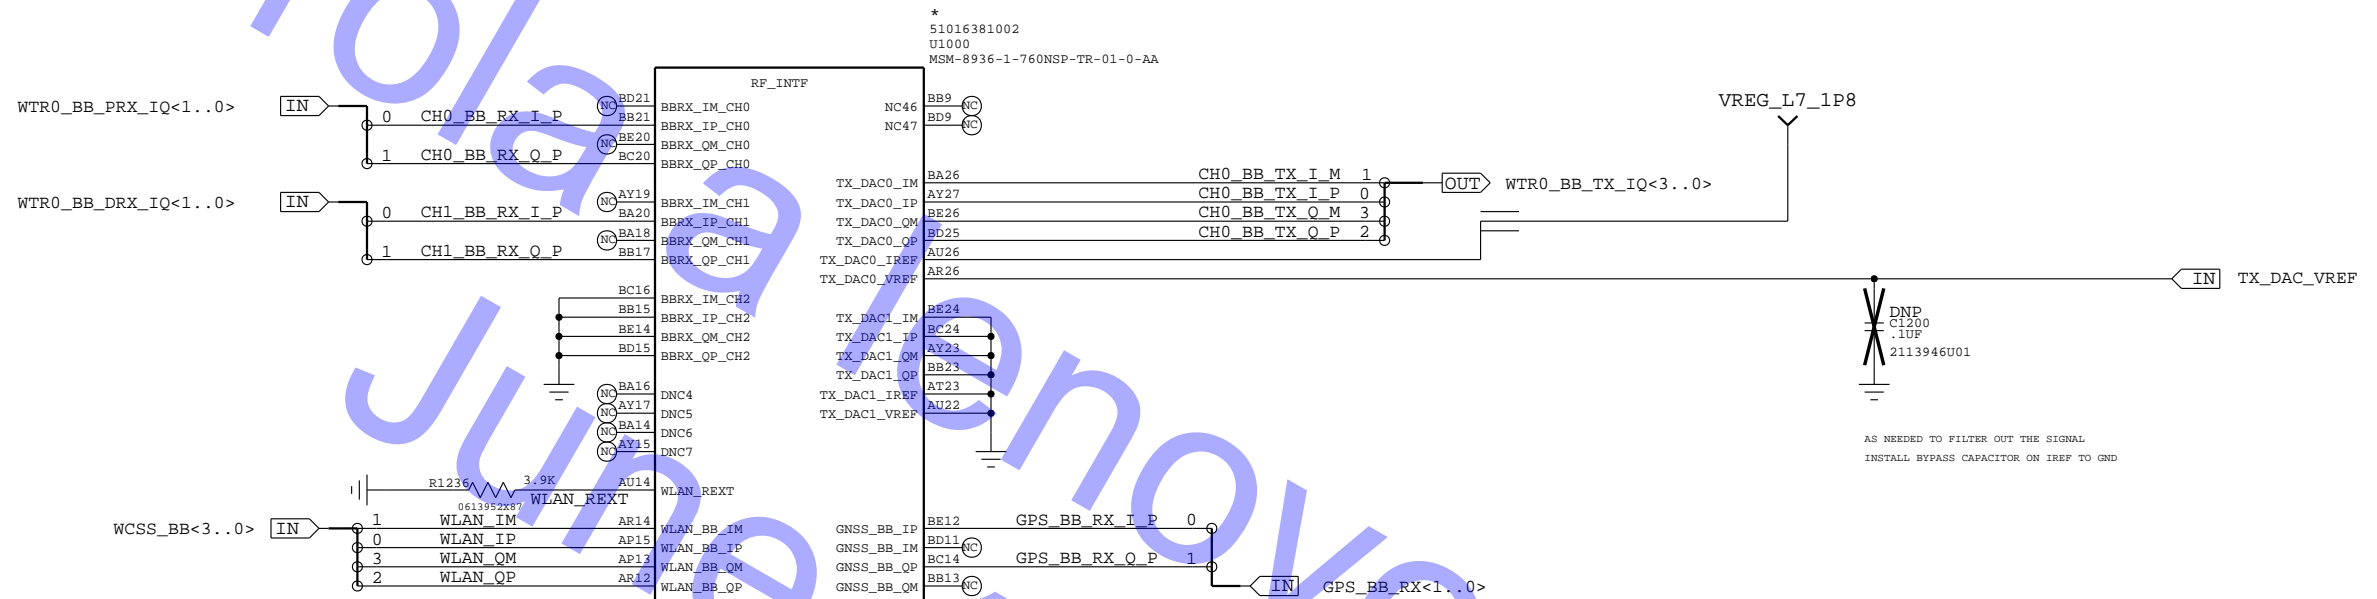 *
51016381002
U1000
MSM-8936-1-760NSP-TR-01-0-AA
RF_INTF
WTR0_BB_PRX_IQ<1..0>
IN
0 CH0_BB_RX_I_P
1 CH0_BB_RX_Q_P
NC BD21 BBRX_IM_CH0
BB21 BBRX_IP_CH0
NC BE20 BBRX_QM_CH0
BC20 BBRX_QP_CH0
WTR0_BB_DRX_IQ<1..0>
IN
0 CH1_BB_RX_I_P
1 CH1_BB_RX_Q_P
NC AY19 BBRX_IM_CH1
BA20 BBRX_IP_CH1
NC BA18 BBRX_QM_CH1
BB17 BBRX_QP_CH1
BC16 BBRX_IM_CH2
BB15 BBRX_IP_CH2
BE14 BBRX_QM_CH2
BD15 BBRX_QP_CH2
NC BA16 DNC4
NC AY17 DNC5
NC BA14 DNC6
NC AY15 DNC7
R1236 3.9K AU14 WLAN_REXT
0613952X87 WLAN_REXT
WCSS_BB<3..0>
IN
1 WLAN_IM AR14 WLAN_BB_IM
0 WLAN_IP AP15 WLAN_BB_IP
3 WLAN_QM AP13 WLAN_BB_QM
2 WLAN_QP AR12 WLAN_BB_QP
NC46 BB9 NC
NC47 BD9 NC
TX_DAC0_IM BA26 CH0_BB_TX_I_M 1
TX_DAC0_IP AY27 CH0_BB_TX_I_P 0
TX_DAC0_QM BE26 CH0_BB_TX_Q_M 3
TX_DAC0_QP BD25 CH0_BB_TX_Q_P 2
OUT
WTR0_BB_TX_IQ<3..0>
VREG_L7_1P8
TX_DAC0_IREF AU26
TX_DAC0_VREF AR26
IN
TX_DAC_VREF
TX_DAC1_IM BE24
TX_DAC1_IP BC24
TX_DAC1_QM AY23
TX_DAC1_QP BB23
TX_DAC1_IREF AT23
TX_DAC1_VREF AU22
DNP
C1200
.1UF
2113946U01
AS NEEDED TO FILTER OUT THE SIGNAL
INSTALL BYPASS CAPACITOR ON IREF TO GND
GNSS_BB_IP BE12 GPS_BB_RX_I_P 0
GNSS_BB_IM BD11 NC
GNSS_BB_QP BC14 GPS_BB_RX_Q_P 1
GNSS_BB_QM BB13 NC
IN
GPS_BB_RX<1..0>
ola a lenovo
June